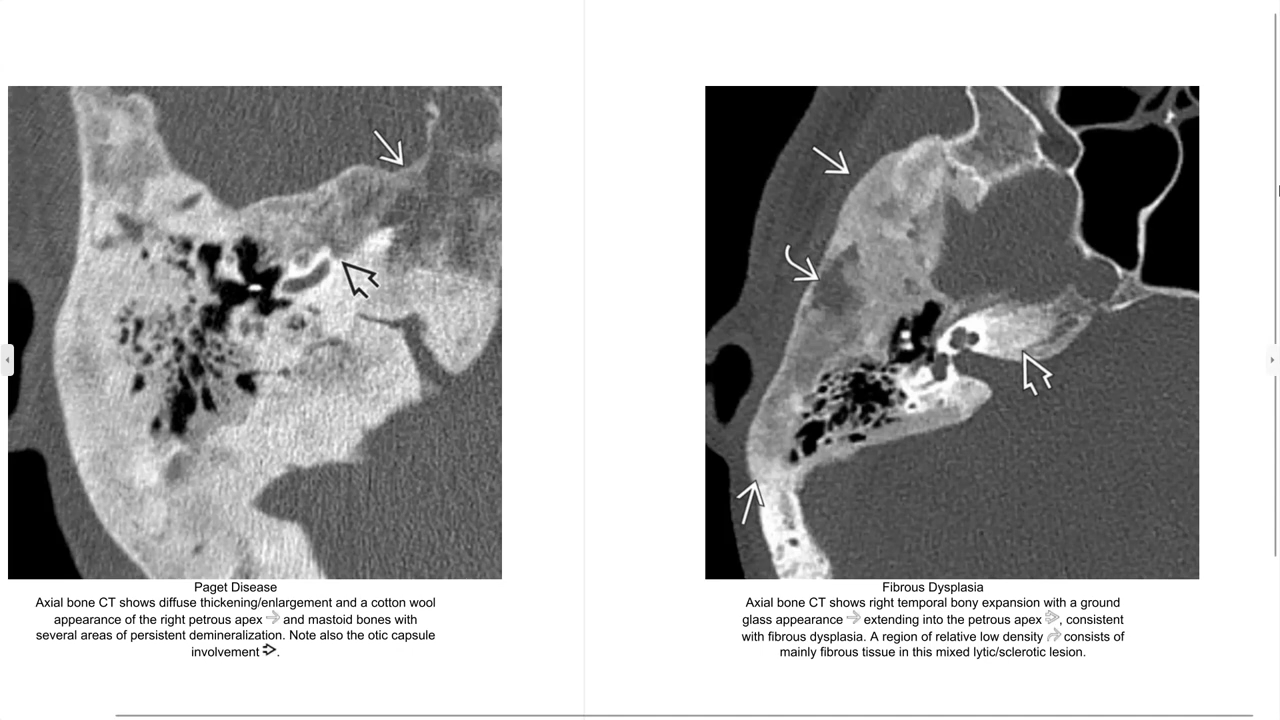 Paget Disease
Axial bone CT shows diffuse thickening/enlargement and a cotton wool
appearance of the right petrous apex and mastoid bones with
several areas of persistent demineralization. Note also the otic capsule
involvement .
Fibrous Dysplasia
Axial bone CT shows right temporal bony expansion with a ground
glass appearance extending into the petrous apex , consistent
with fibrous dysplasia. A region of relative low density consists of
mainly fibrous tissue in this mixed lytic/sclerotic lesion.